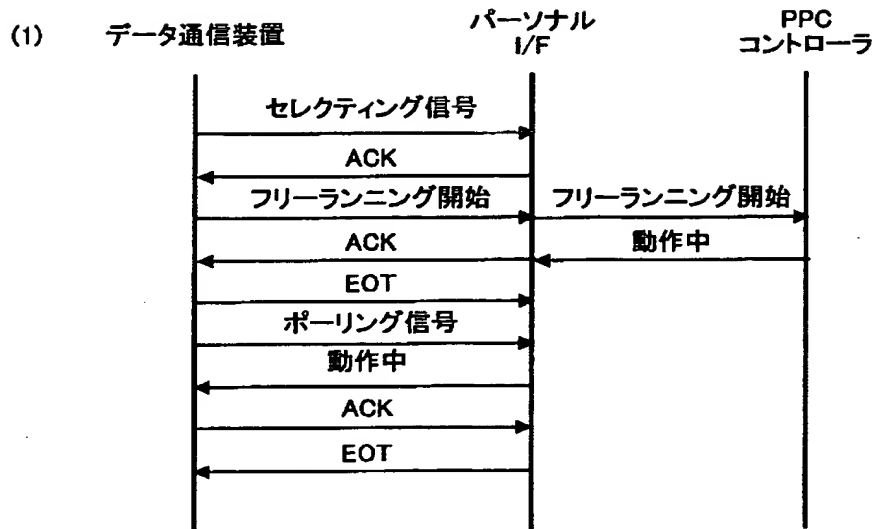 (1)
データ通信装置
パーソナル
I/F
PPC
コントローラ
セレクティング信号
ACK
フリーランニング開始
フリーランニング開始
ACK
動作中
EOT
ポーリング信号
動作中
ACK
EOT